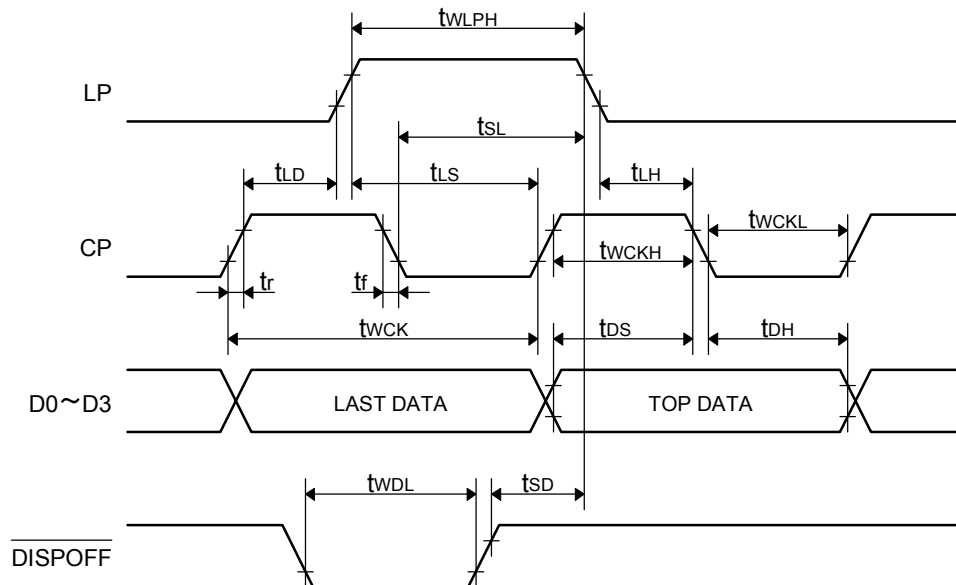 tWLPH
LP
tSL
tLD
tLS
tLH
tWCKL
CP
tWCKH
tr
tf
tWCK
tDS
tDH
D0～D3
LAST DATA
TOP DATA
tWDL
tSD
DISPOFF